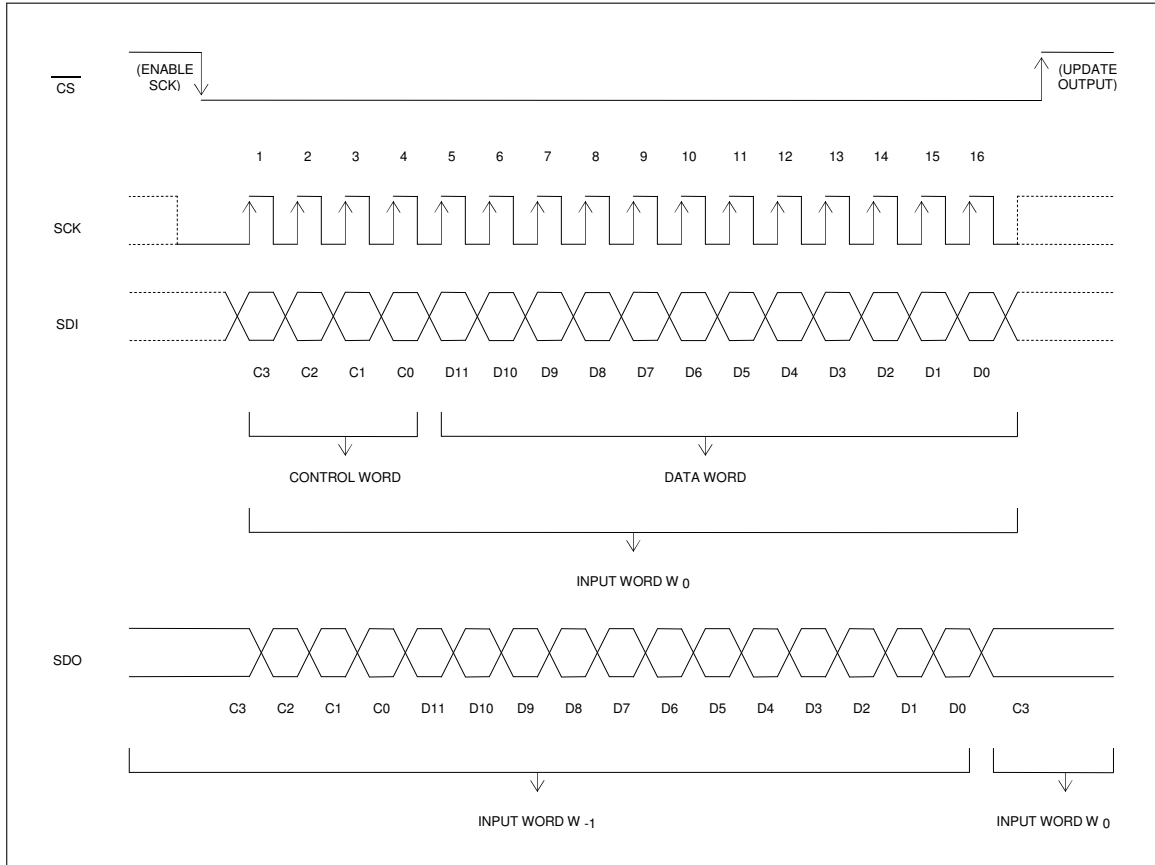 (ENABLE
SCK)
CS
(UPDATE
OUTPUT)
1 2 3 4 5 6 7 8 9 10 11 12 13 14 15 16
SCK
SDI
C3 C2 C1 C0 D11 D10 D9 D8 D7 D6 D5 D4 D3 D2 D1 D0
CONTROL WORD DATA WORD
INPUT WORD W 0
SDO
C3 C2 C1 C0 D11 D10 D9 D8 D7 D6 D5 D4 D3 D2 D1 D0 C3
INPUT WORD W -1 INPUT WORD W 0